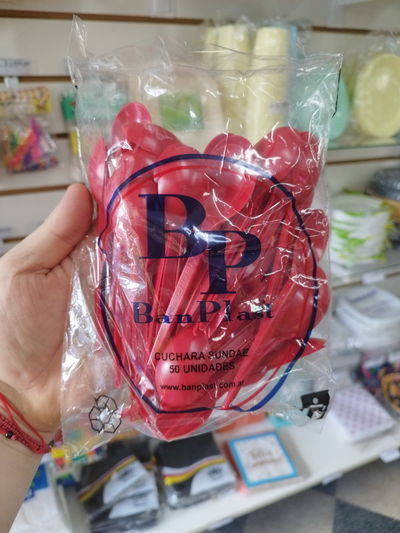 BP
BanPlast
CUCHARA SUNDAE
50 UNIDADES
www.banplast.com.ar